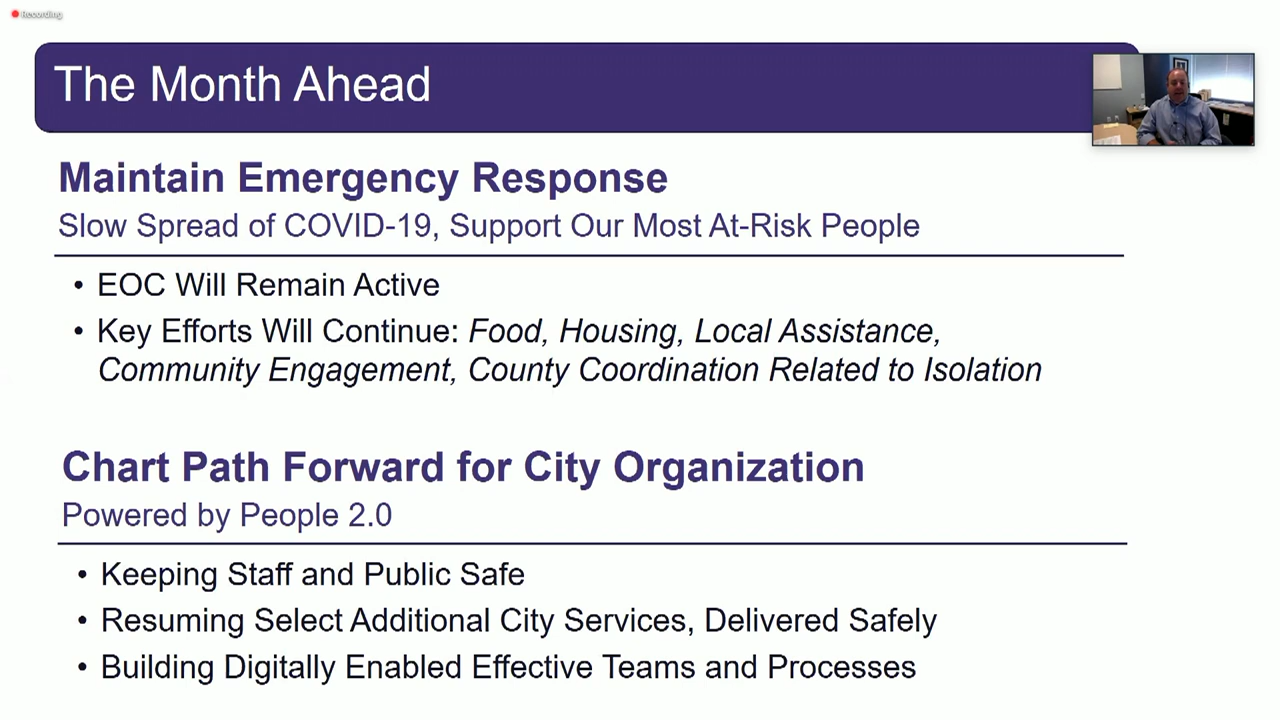 Recording
The Month Ahead
Maintain Emergency Response
Slow Spread of COVID-19, Support Our Most At-Risk People
• EOC Will Remain Active
• Key Efforts Will Continue: Food, Housing, Local Assistance,
Community Engagement, County Coordination Related to Isolation
Chart Path Forward for City Organization
Powered by People 2.0
• Keeping Staff and Public Safe
• Resuming Select Additional City Services, Delivered Safely
• Building Digitally Enabled Effective Teams and Processes